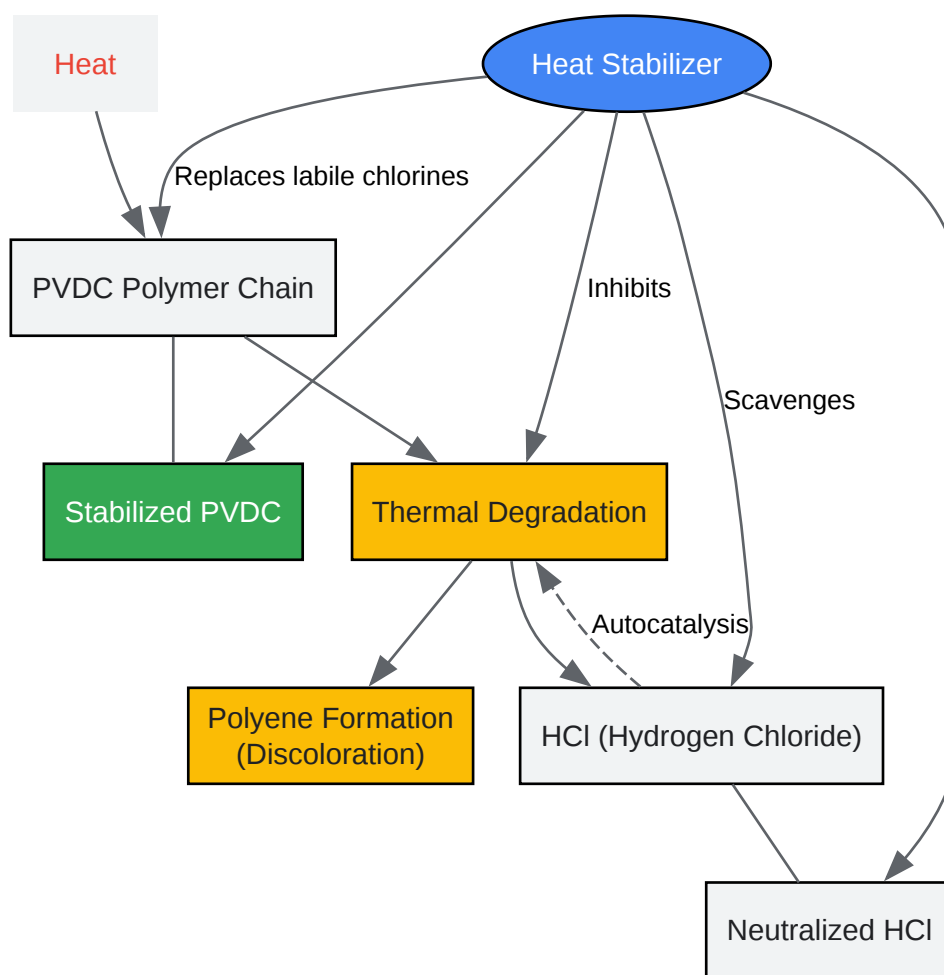 Heat
Heat Stabilizer
Replaces labile chlorines
PVDC Polymer Chain
Inhibits
Scavenges
Stabilized PVDC
Thermal Degradation
Autocatalysis
Polyene Formation
(Discoloration)
HCl (Hydrogen Chloride)
Neutralized HCl